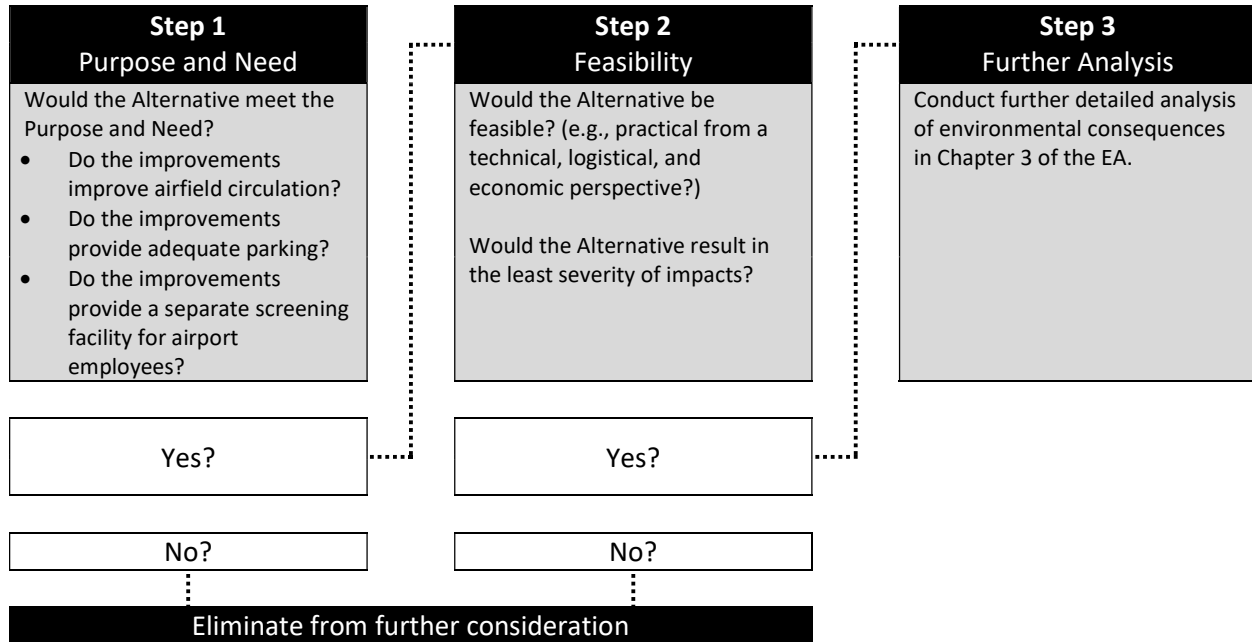 Step 1
Purpose and Need
Would the Alternative meet the
Purpose and Need?
• Do the improvements
improve airfield circulation?
• Do the improvements
provide adequate parking?
• Do the improvements
provide a separate screening
facility for airport
employees?
Yes?
No?
Step 2
Feasibility
Would the Alternative be
feasible? (e.g., practical from a
technical, logistical, and
economic perspective?)
Would the Alternative result in
the least severity of impacts?
Yes?
No?
Step 3
Further Analysis
Conduct further detailed analysis
of environmental consequences
in Chapter 3 of the EA.
Eliminate from further consideration